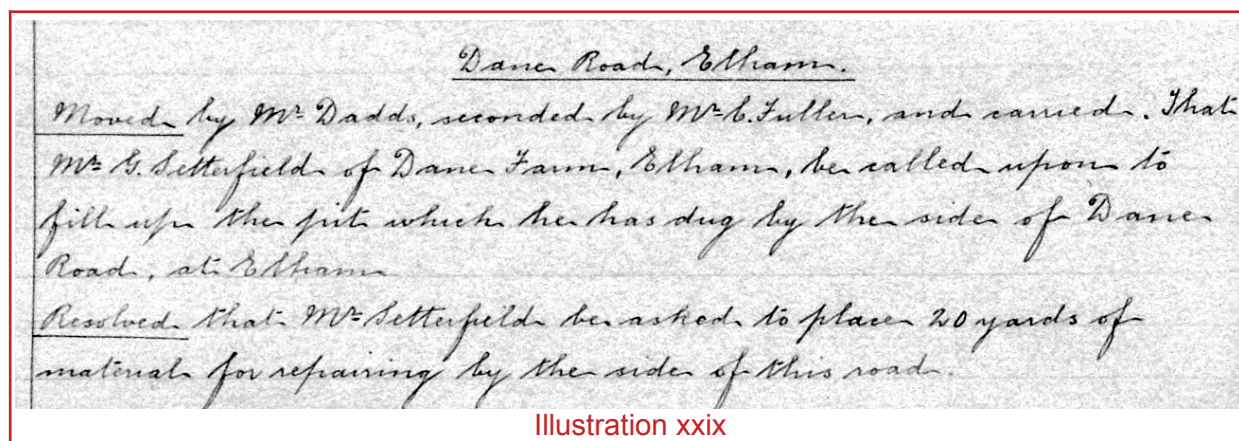 Dane Road, Elham.
Moved by Mr Dadds, seconded by Mr C. Fuller, and carried. That
Mr G. Setterfield of Dane Farm, Elham, be called upon to
fill up the pit which he has dug by the side of Dane
Road, at Elham
Resolved that Mr Setterfield be asked to place 20 yards of
material for repairing by the side of this road.
Illustration xxix